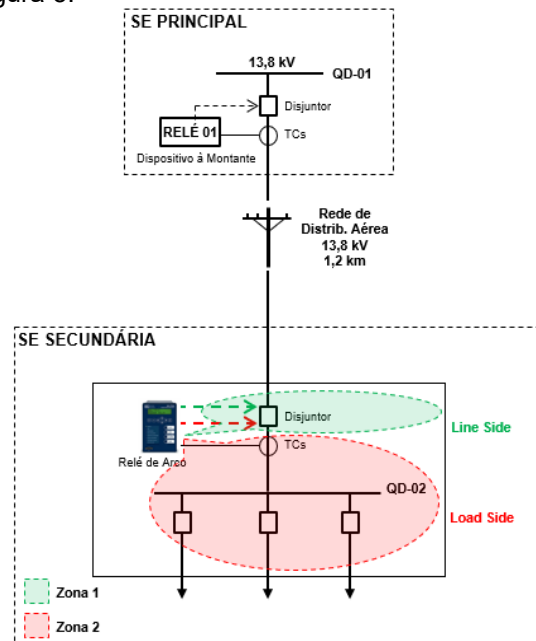 gura 3.
SE PRINCIPAL
13,8 kV
QD-01
Disjuntor
RELÉ 01
TCs
Dispositivo à Montante
Rede de
Distrib. Aérea
13,8 kV
1,2 km
SE SECUNDÁRIA
Disjuntor
Line Side
TCs
Relé de Arco
QD-02
Load Side
Zona 1
Zona 2